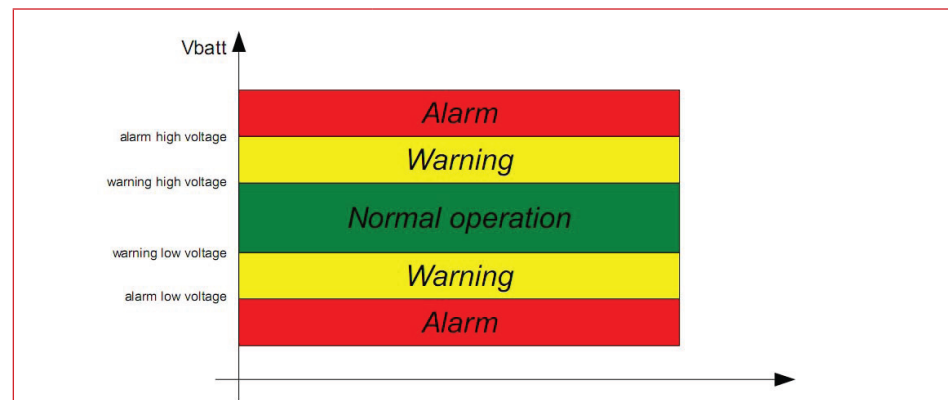 Vbatt
Alarm
alarm high voltage
Warning
warning high voltage
Normal operation
warning low voltage
Warning
alarm low voltage
Alarm